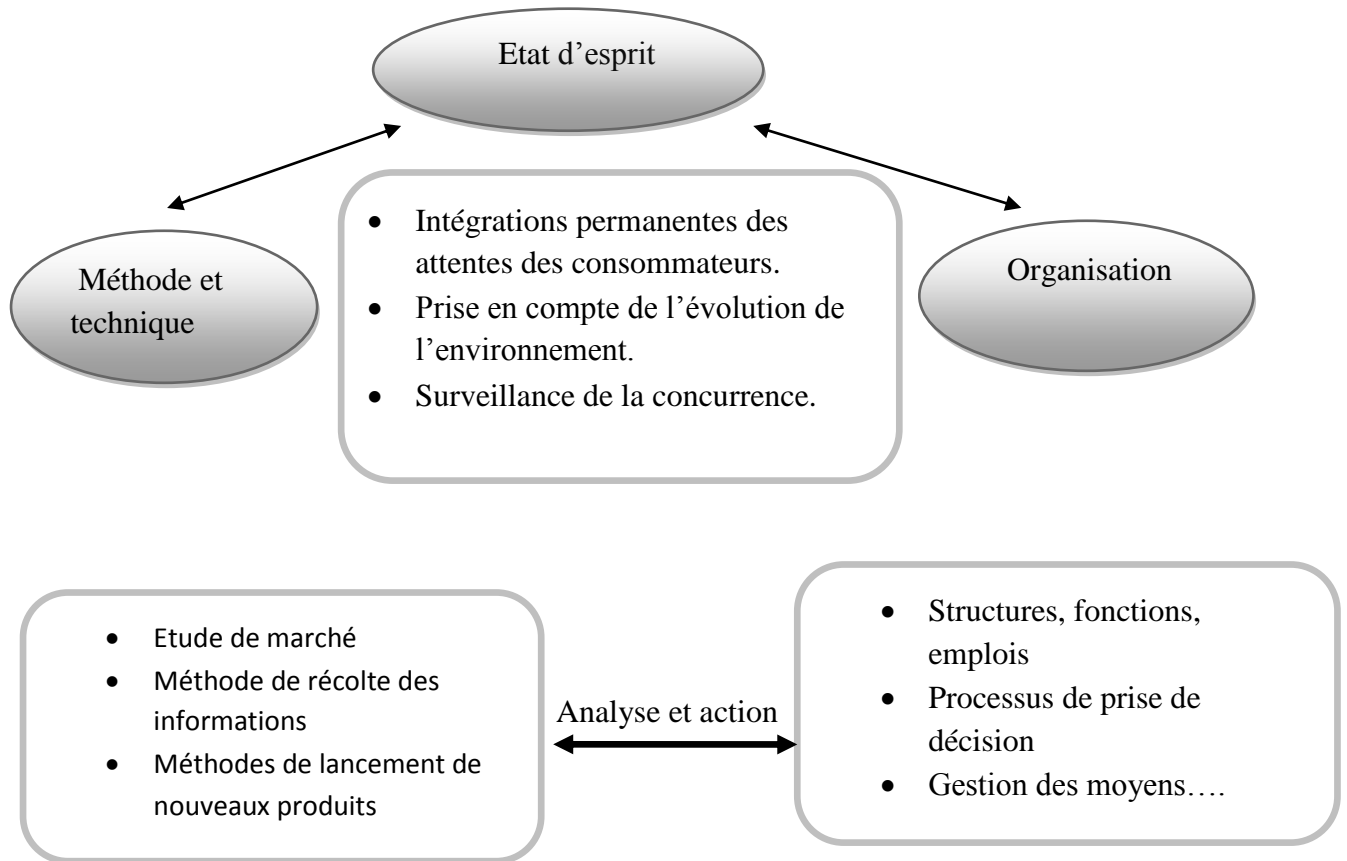 Etat d’esprit
Méthode et
technique
• Intégrations permanentes des
attentes des consommateurs.
• Prise en compte de l’évolution de
l’environnement.
• Surveillance de la concurrence.
Organisation
• Etude de marché
• Méthode de récolte des
informations
• Méthodes de lancement de
nouveaux produits
Analyse et action
• Structures, fonctions,
emplois
• Processus de prise de
décision
• Gestion des moyens….